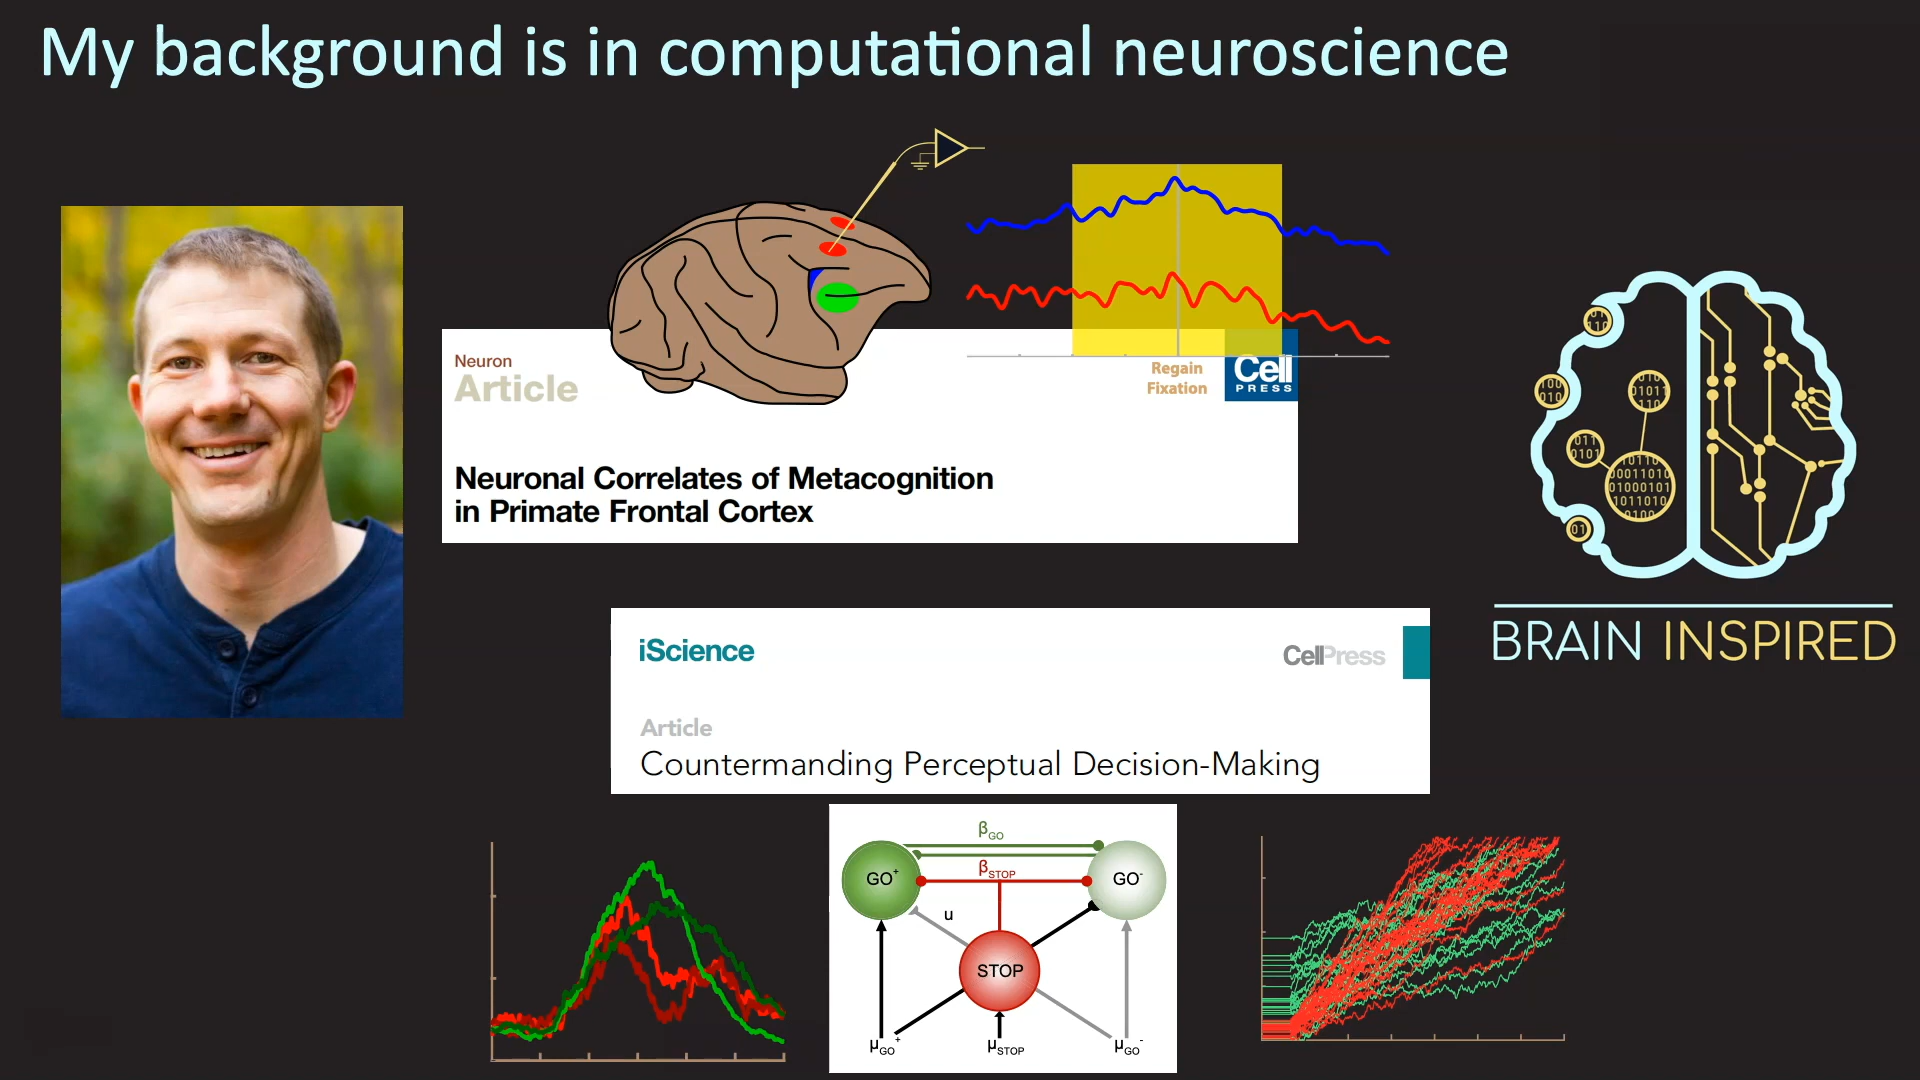 My background is in computational neuroscience
Neuron
Article
Regain
Fixation
Cell
PRESS
Neuronal Correlates of Metacognition
in Primate Frontal Cortex
BRAIN INSPIRED
iScience
CellPress
Article
Countermanding Perceptual Decision-Making
βGO
βSTOP
GO+
GO-
u
STOP
μGO+
μSTOP
μGO-